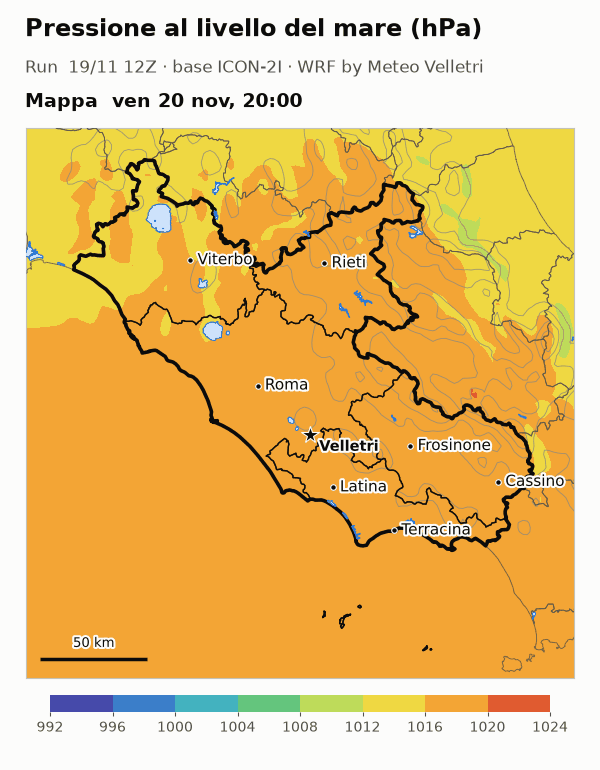 Pressione al livello del mare (hPa)
Run 19/11 12Z · base ICON-2I · WRF by Meteo Velletri
Mappa ven 20 nov, 20:00
Viterbo
Rieti
Roma
Velletri
Frosinone
Latina
Cassino
Terracina
50 km
992 996 1000 1004 1008 1012 1016 1020 1024